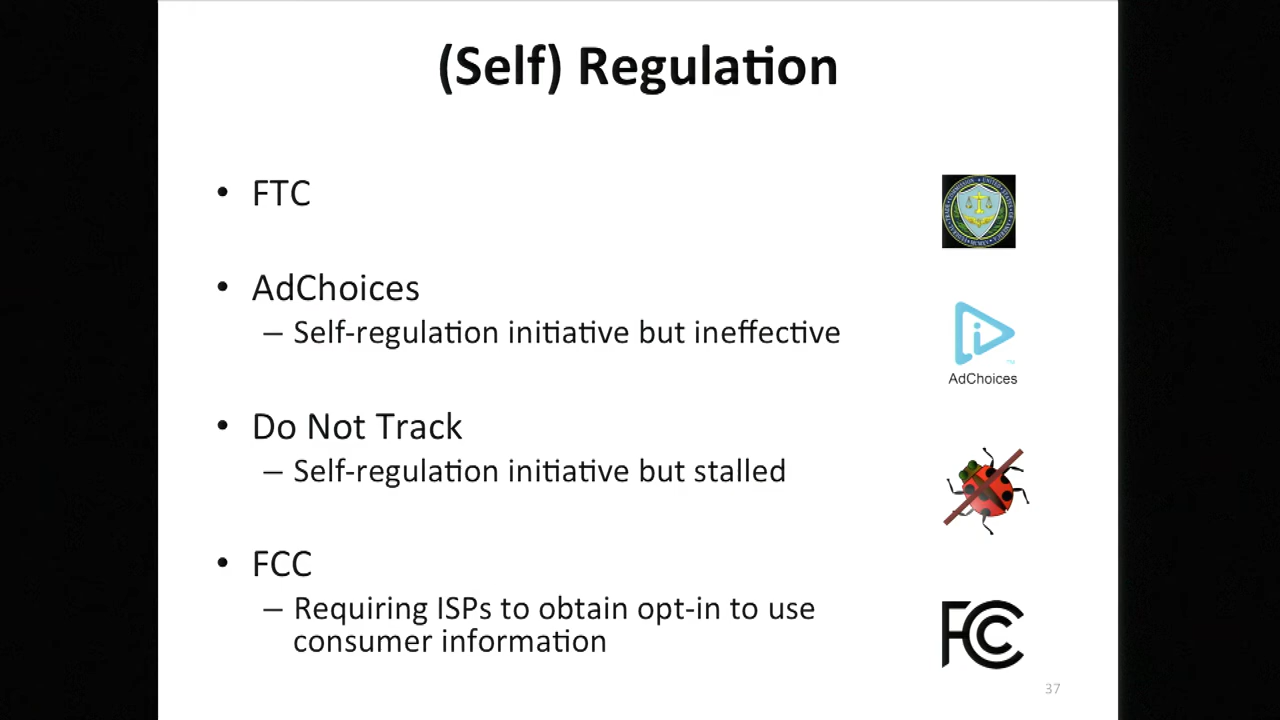 (Self) Regulation
• FTC
• AdChoices
– Self-regulation initiative but ineffective
AdChoices
• Do Not Track
– Self-regulation initiative but stalled
• FCC
– Requiring ISPs to obtain opt-in to use
consumer information
FCC
37